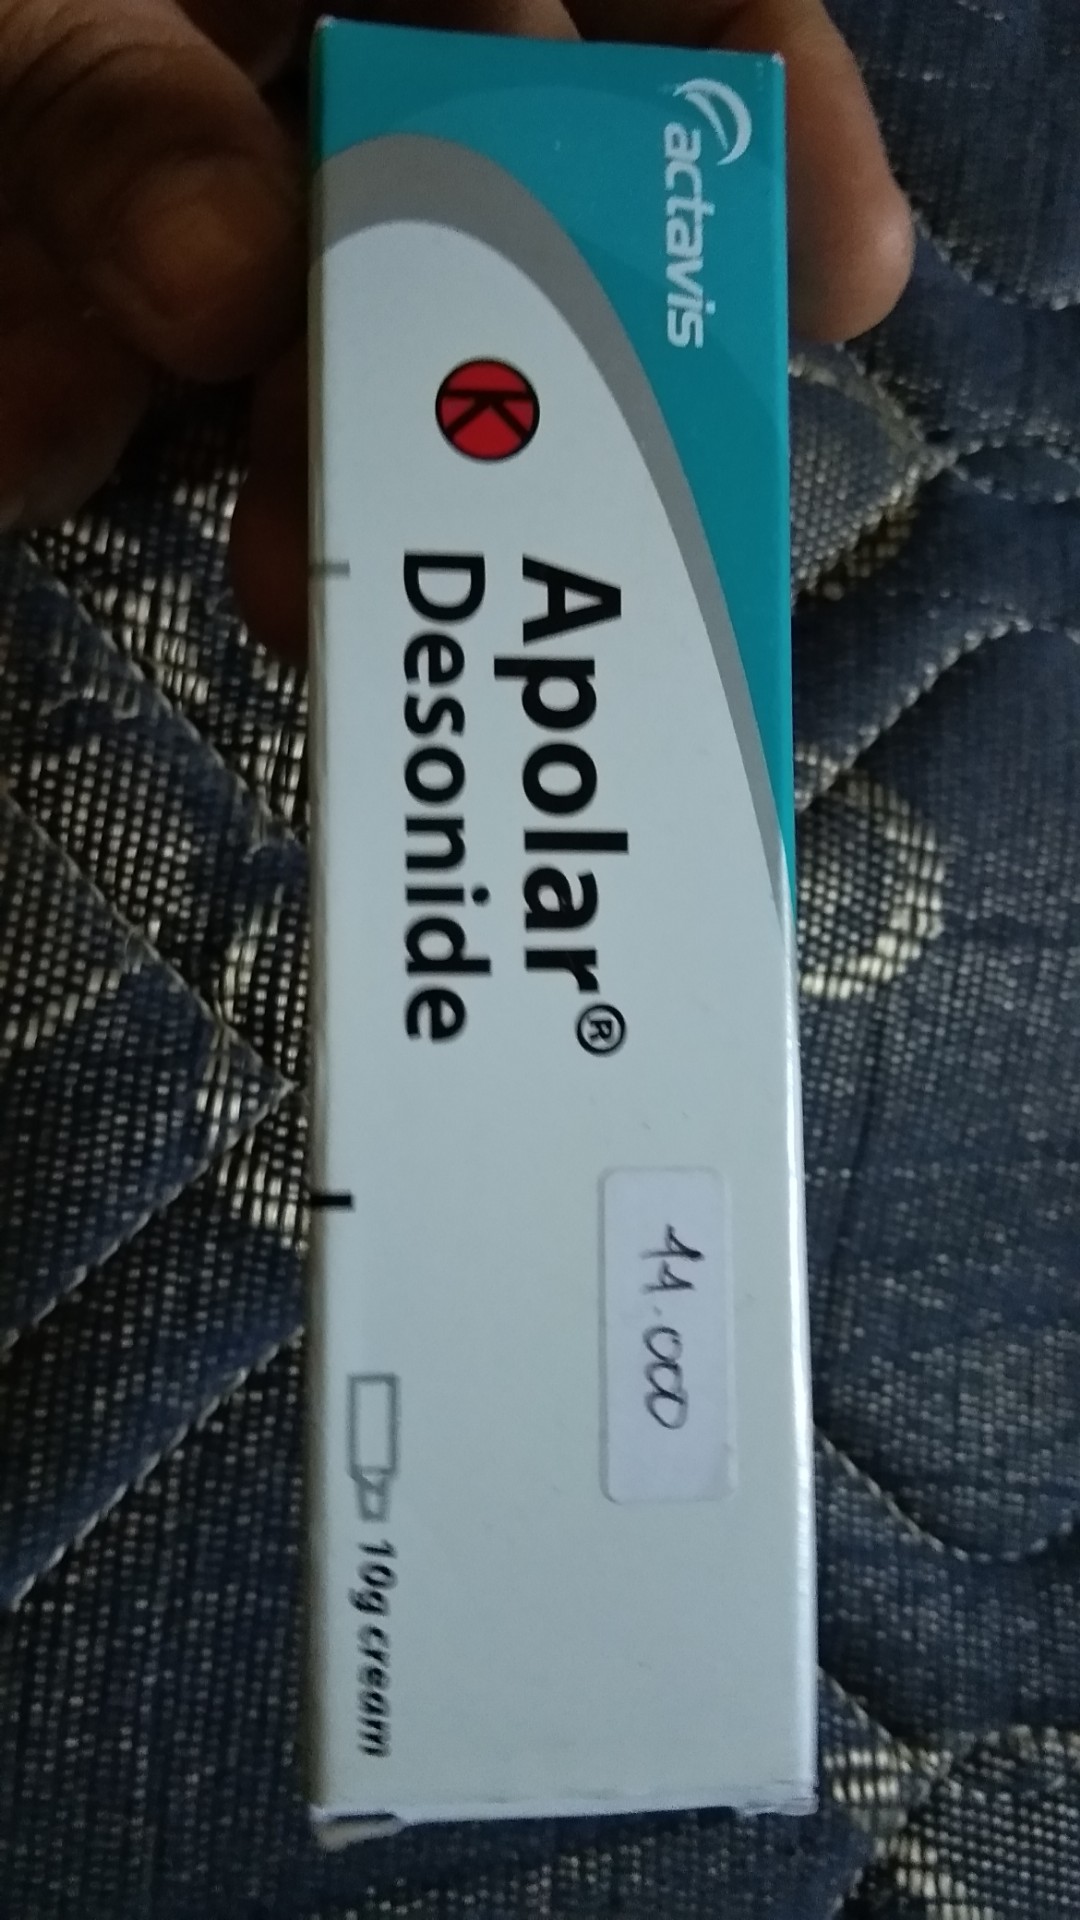 actavis
K
Apolar®
Desonide
44.000
10g cream